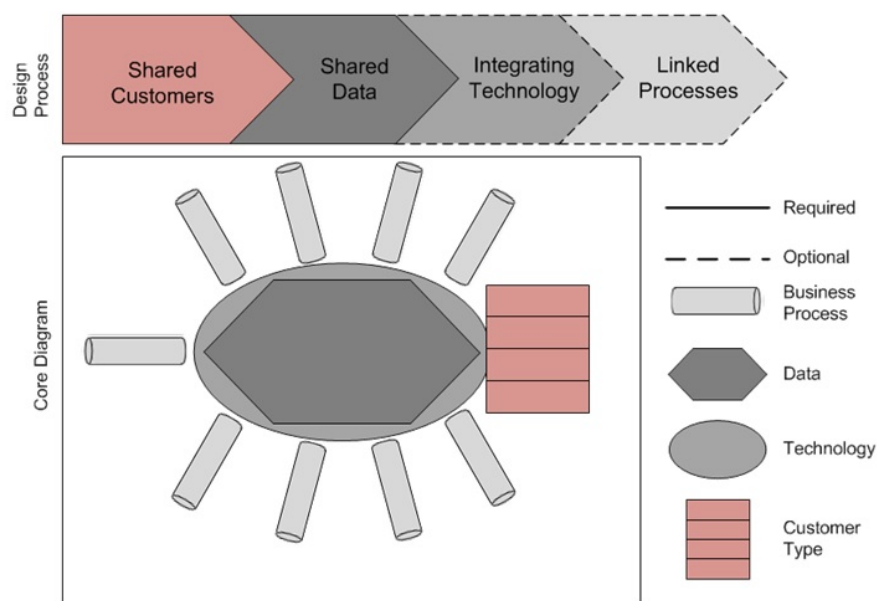 Design
Process
Shared
Customers
Shared
Data
Integrating
Technology
Linked
Processes
Core Diagram
Required
Optional
Business
Process
Data
Technology
Customer
Type